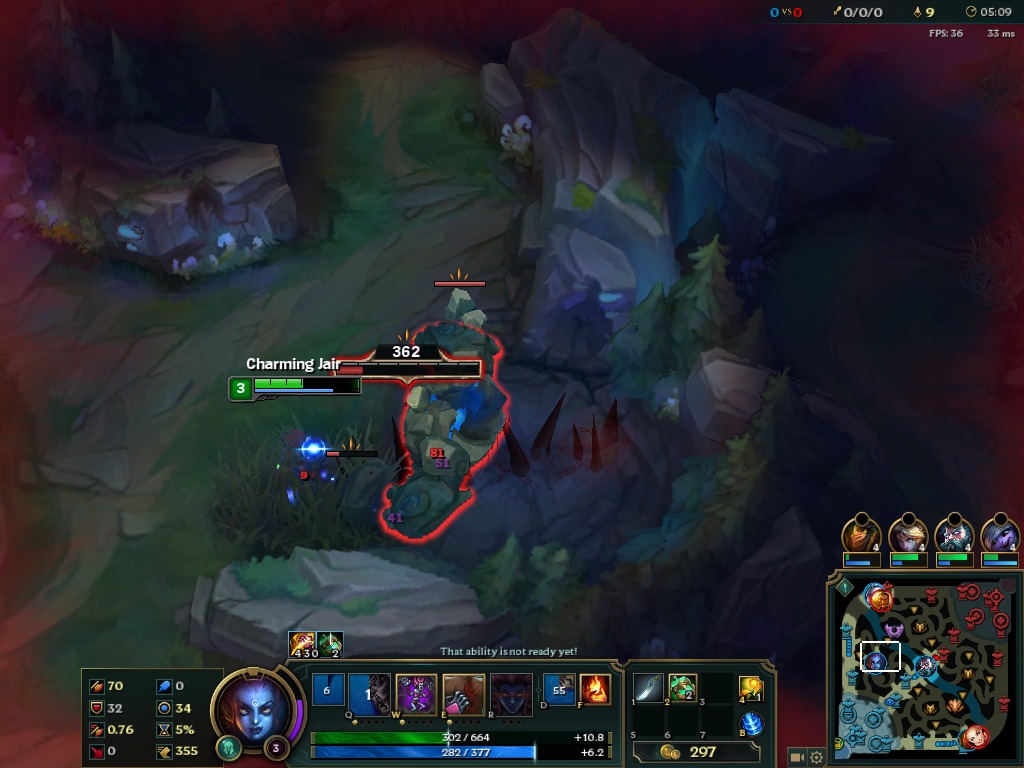 0 vs 0 0/0/0 9 05:09
FPS: 36 33 ms
362
Charming Jair
3
9
81
51
41
430 2
That ability is not ready yet!
4 4 4 4
70 0
32 34
0.76 5%
0 355
3
6 1 55
Q W E R D F
302 / 664 +10.8
282 / 377 +6.2
1 2 2 3 4 1
5 6 7 B
297